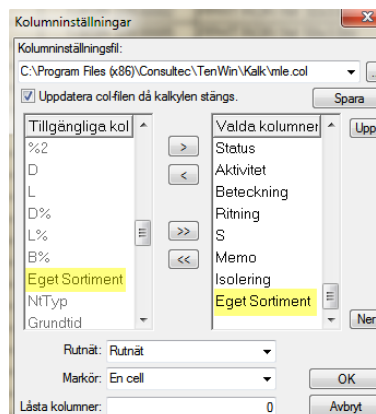 Kolumninställningar
Kolumninställningsfil:
C:\Program Files (x86)\Consultec\TenWin\Kalk\mle.col
Uppdatera col-filen då kalkylen stängs.
Spara
Tillgängliga kol
%2
D
L
D%
L%
B%
Eget Sortiment
NtTyp
Grundtid
>
<
>>
<<
Valda kolumner
Status
Aktivitet
Beteckning
Ritning
S
Memo
Isolering
Eget Sortiment
Upp
Ner
Rutnät: Rutnät
Markör: En cell
OK
Låsta kolumner: 0
Avbryt